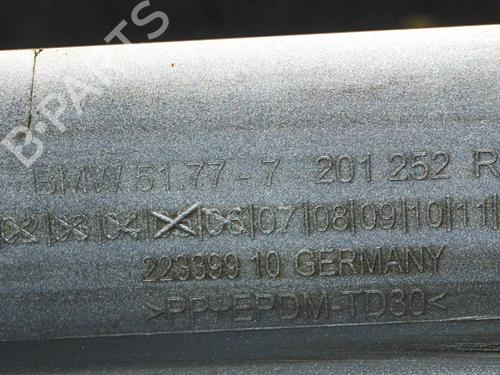 B-PARTS
BMW 51.77 - 7 201 252 R
02 03 04 06 07 08 09 10 11
223399 10 GERMANY
>PP+EPDM-TD30<